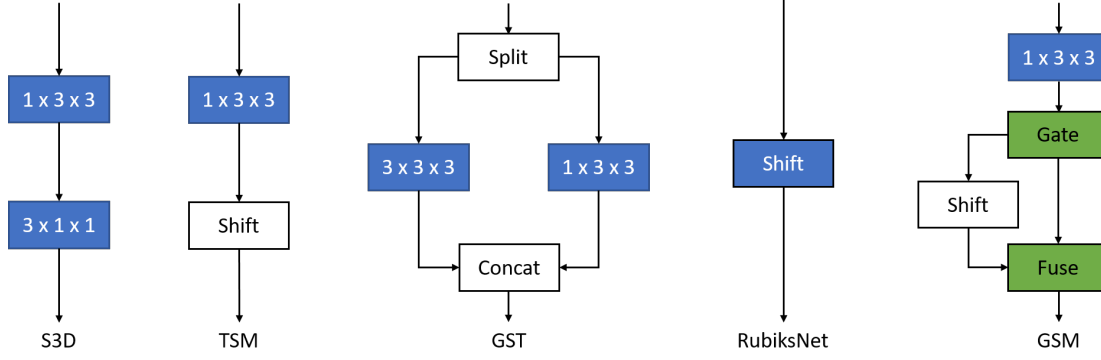 1 x 3 x 3
3 x 1 x 1
S3D
1 x 3 x 3
Shift
TSM
Split
3 x 3 x 3
1 x 3 x 3
Concat
GST
Shift
RubiksNet
1 x 3 x 3
Gate
Shift
Fuse
GSM